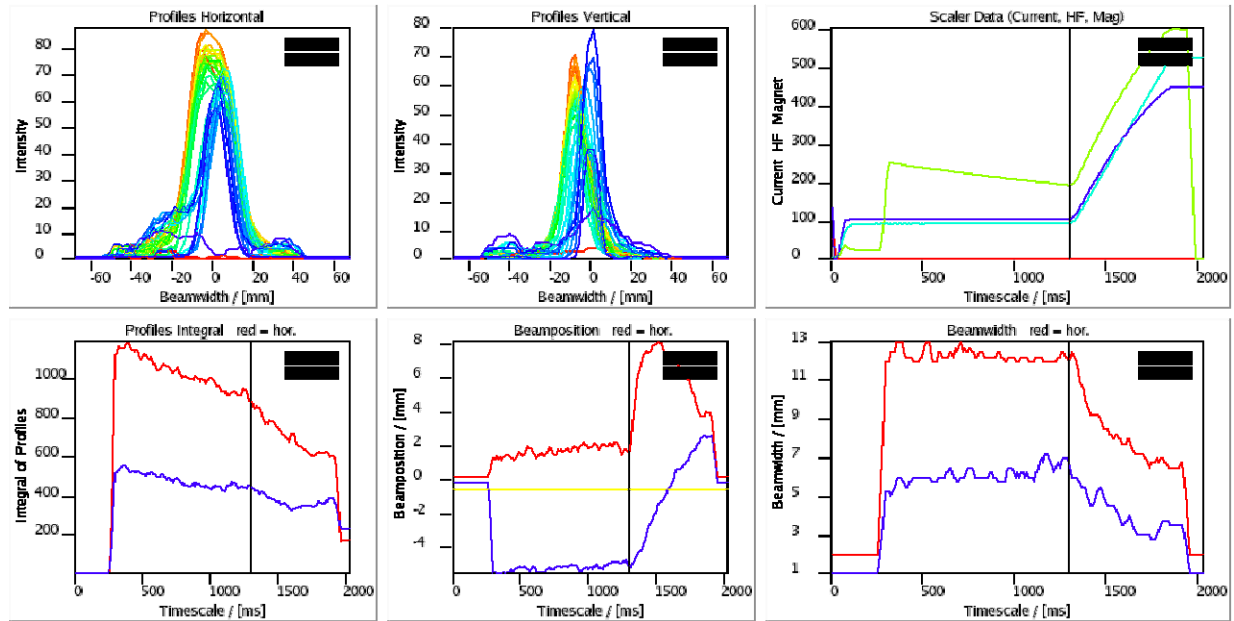 Profiles Horizontal
80
70
60
50
40
30
20
10
0
Intensity
-60 -40 -20 0 20 40 60
Beamwidth / [mm]
Profiles Vertical
80
70
60
50
40
30
20
10
0
Intensity
-60 -40 -20 0 20 40 60
Beamwidth / [mm]
Scaler Data (Current, HF, Mag)
600
500
400
300
200
100
0
Current HF Magnet
0 500 1000 1500 2000
Timescale / [ms]
Profiles Integral red = hor.
1000
800
600
400
200
Integral of Profiles
0 500 1000 1500 2000
Timescale / [ms]
Beamposition red = hor.
8
6
4
2
0
-2
-4
Beamposition / [mm]
0 500 1000 1500 2000
Timescale / [ms]
Beamwidth red = hor.
13
11
9
7
5
3
1
Beamwidth / [mm]
0 500 1000 1500 2000
Timescale / [ms]